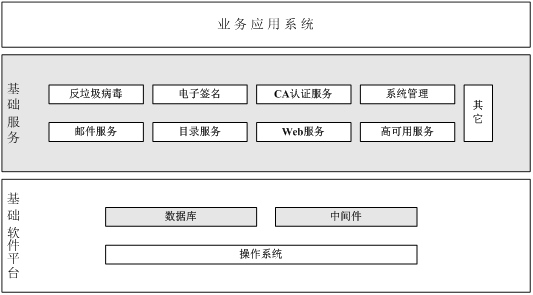 业务应用系统
基础服务
反垃圾病毒 电子签名 CA认证服务 系统管理
其它
邮件服务 目录服务 Web服务 高可用服务
基础软件平台
数据库 中间件
操作系统